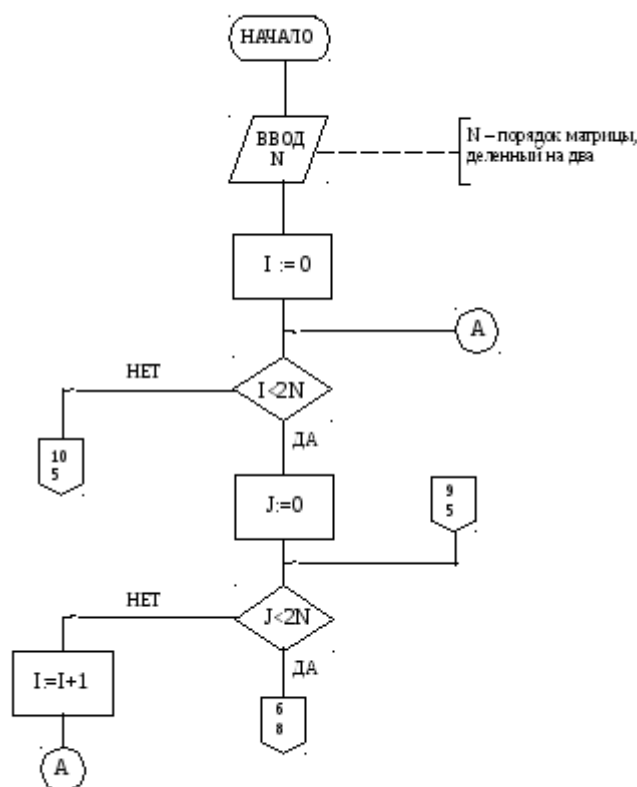 НАЧАЛО
ВВОД
N
N – порядок матрицы,
деленный на два
I := 0
A
НЕТ
I<2N
ДА
10
5
J:=0
9
5
НЕТ
J<2N
ДА
I:=I+1
6
8
A